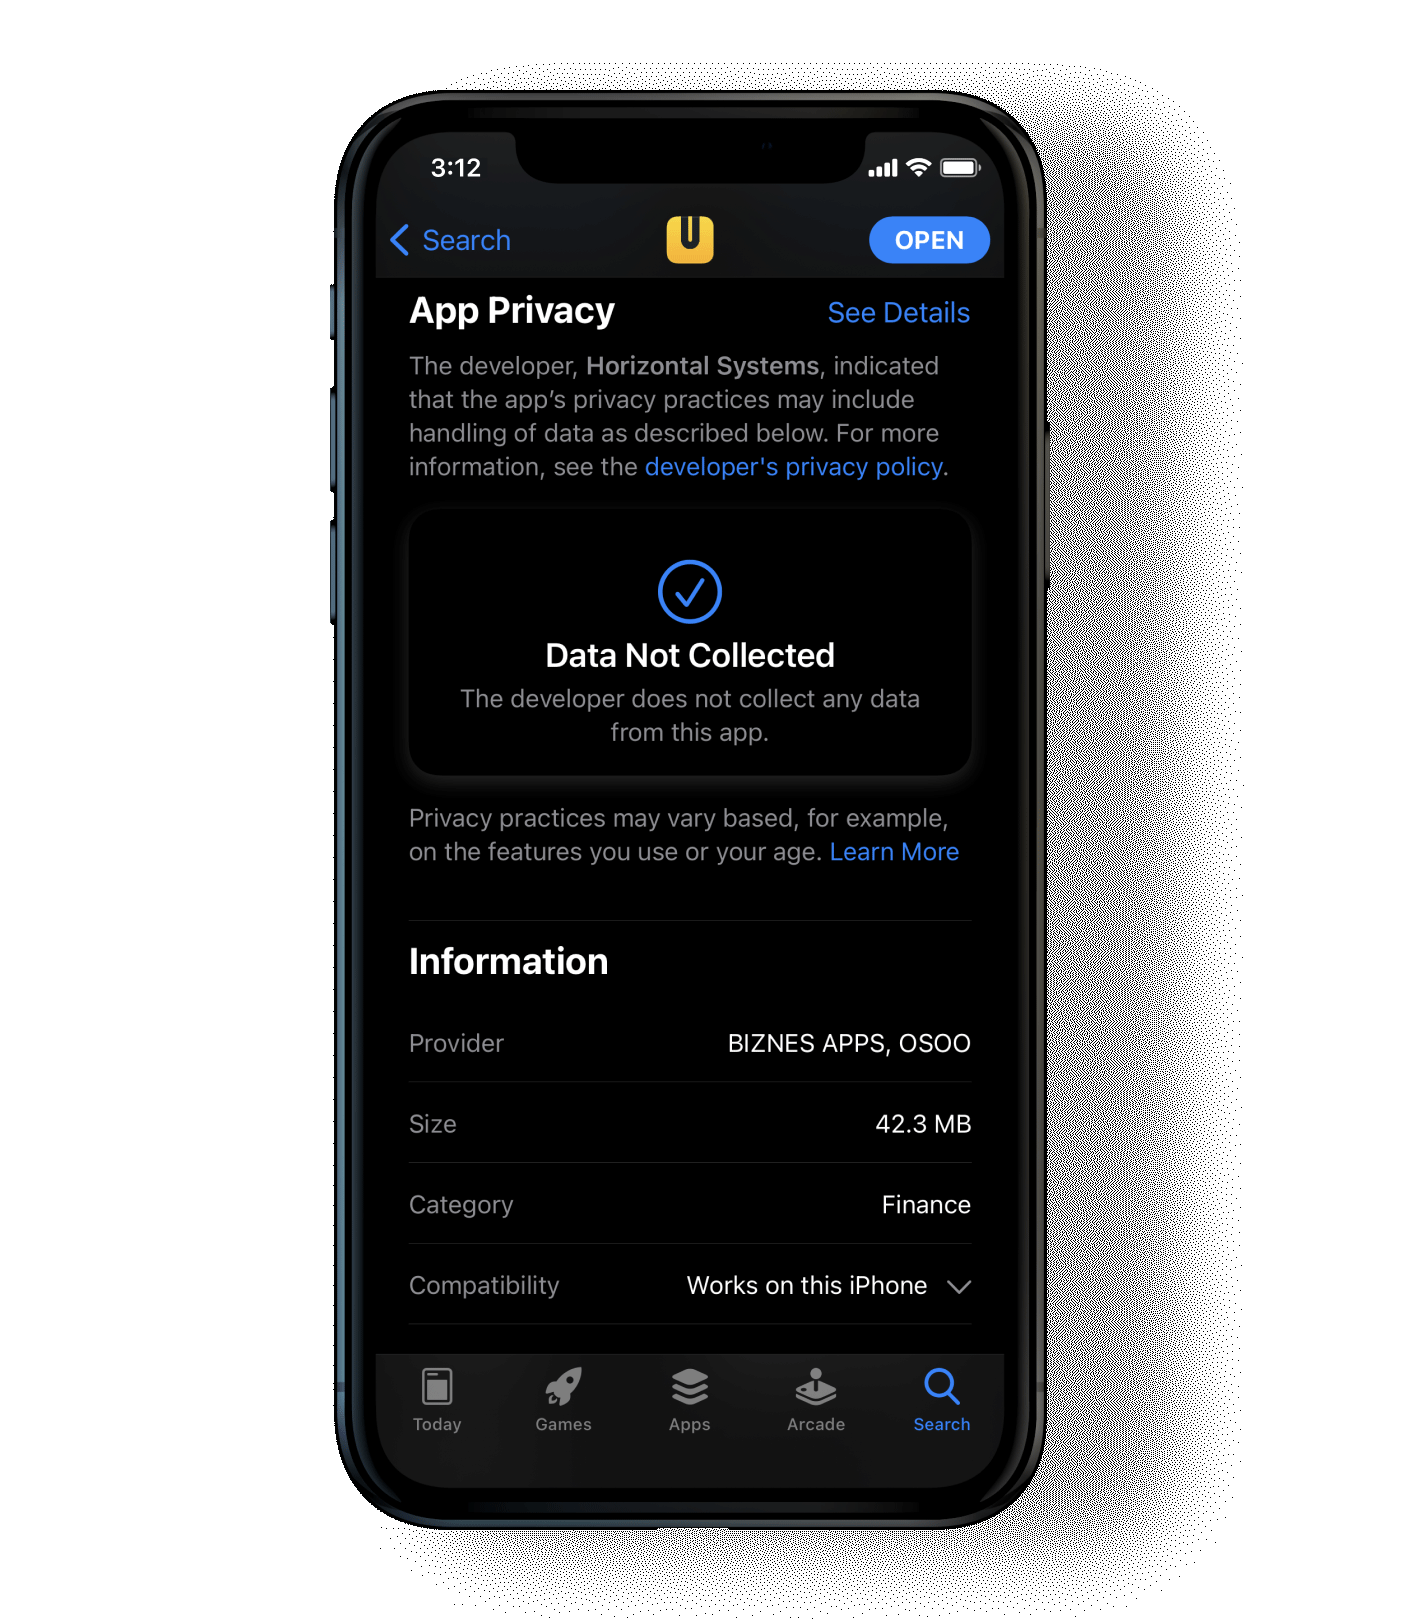 3:12
Search
OPEN
App Privacy
See Details
The developer, Horizontal Systems, indicated
that the app’s privacy practices may include
handling of data as described below. For more
information, see the developer's privacy policy.
Data Not Collected
The developer does not collect any data
from this app.
Privacy practices may vary based, for example,
on the features you use or your age. Learn More
Information
Provider
BIZNES APPS, OSOO
Size
42.3 MB
Category
Finance
Compatibility
Works on this iPhone
Today
Games
Apps
Arcade
Search